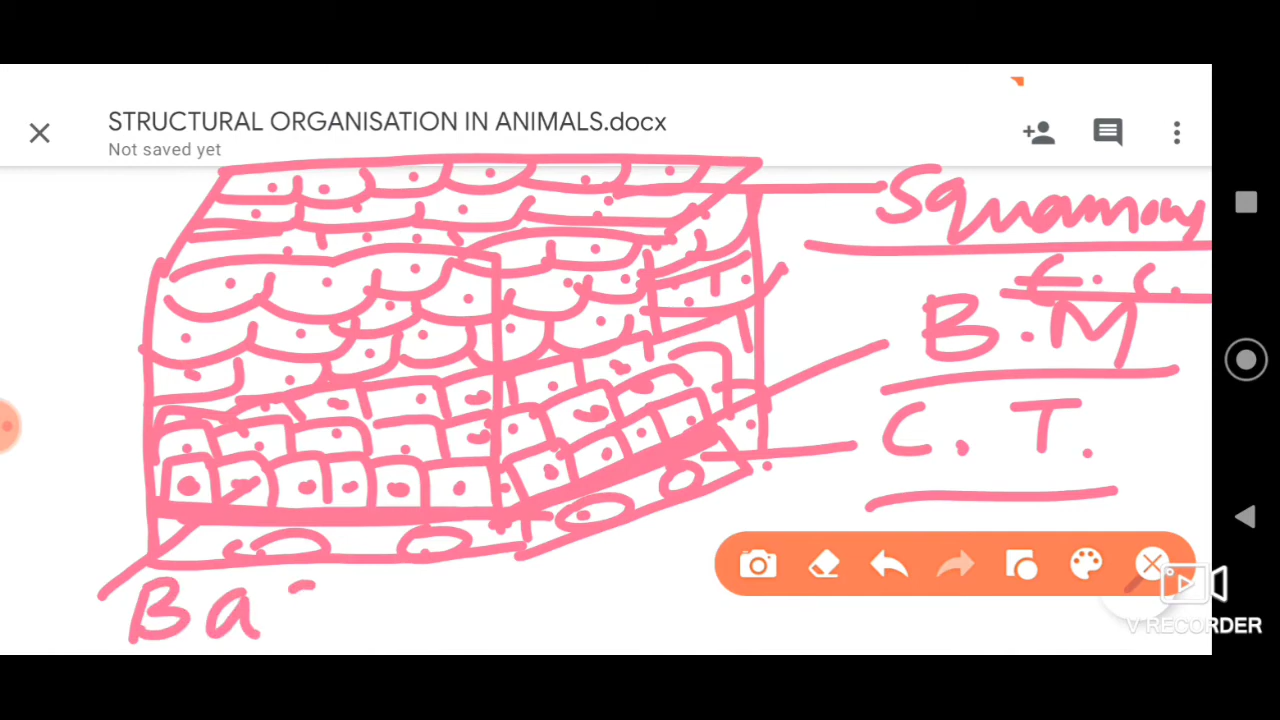 STRUCTURAL ORGANISATION IN ANIMALS.docx
Not saved yet
Squamous
E. C.
B. M
C. T.
Ba
V RECORDER